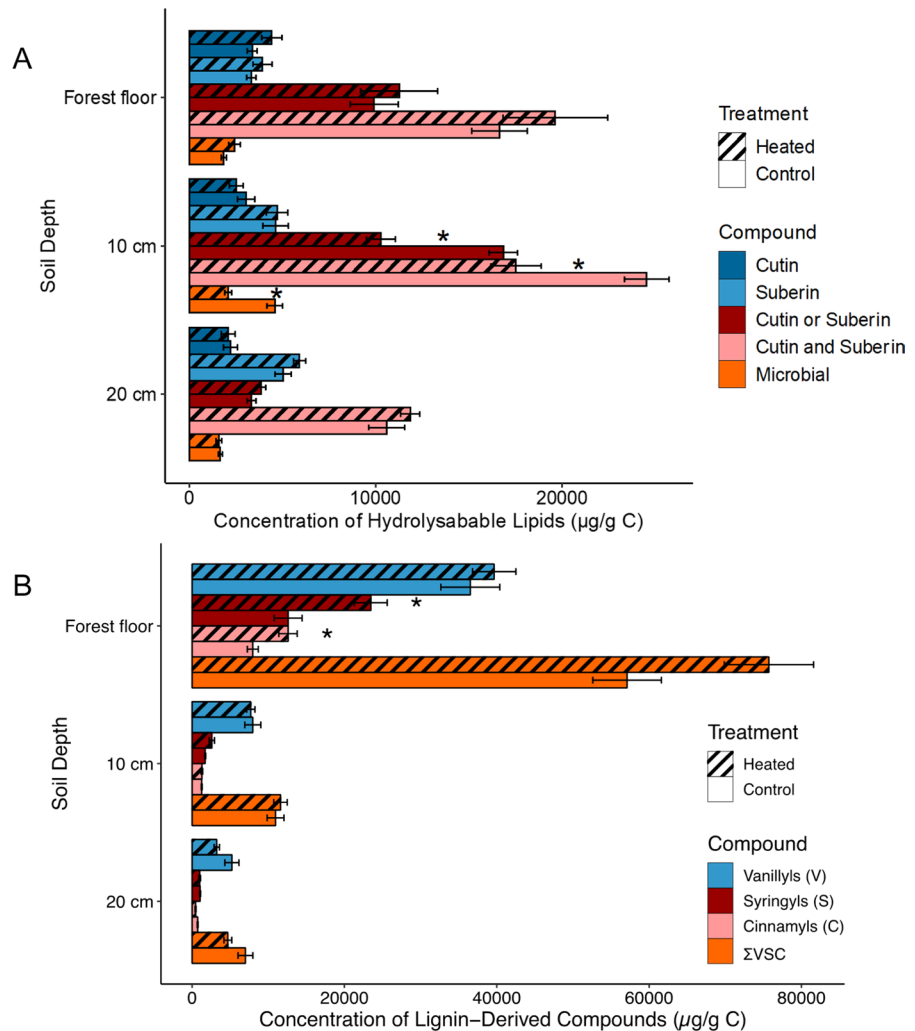 A
Forest floor
10 cm
20 cm
Soil Depth
*
*
*
0 10000 20000
Concentration of Hydrolysabable Lipids (µg/g C)
Treatment
Heated
Control
Compound
Cutin
Suberin
Cutin or Suberin
Cutin and Suberin
Microbial
B
Forest floor
10 cm
20 cm
Soil Depth
*
*
0 20000 40000 60000 80000
Concentration of Lignin−Derived Compounds (µg/g C)
Treatment
Heated
Control
Compound
Vanillyls (V)
Syringyls (S)
Cinnamyls (C)
ΣVSC